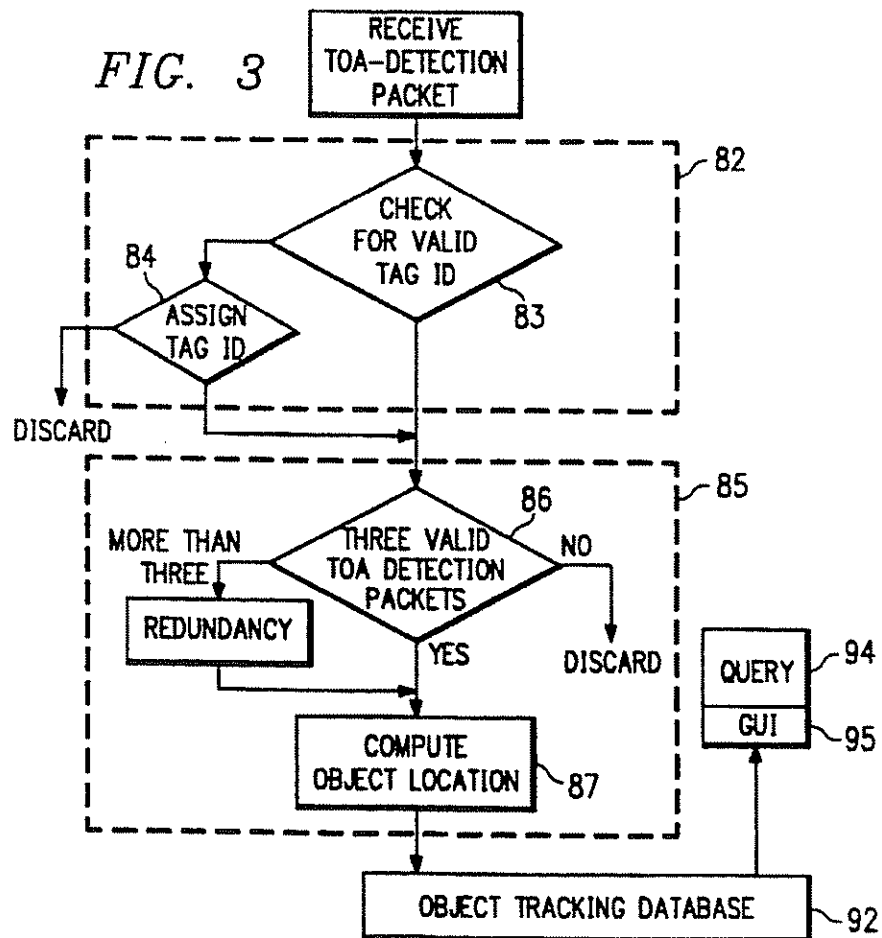 FIG. 3
RECEIVE
TOA-DETECTION
PACKET
82
CHECK
FOR VALID
TAG ID
83
84
ASSIGN
TAG ID
DISCARD
85
86
THREE VALID
TOA DETECTION
PACKETS
MORE THAN
THREE
NO
REDUNDANCY
YES
DISCARD
COMPUTE
OBJECT LOCATION
87
QUERY
94
GUI
95
OBJECT TRACKING DATABASE
92